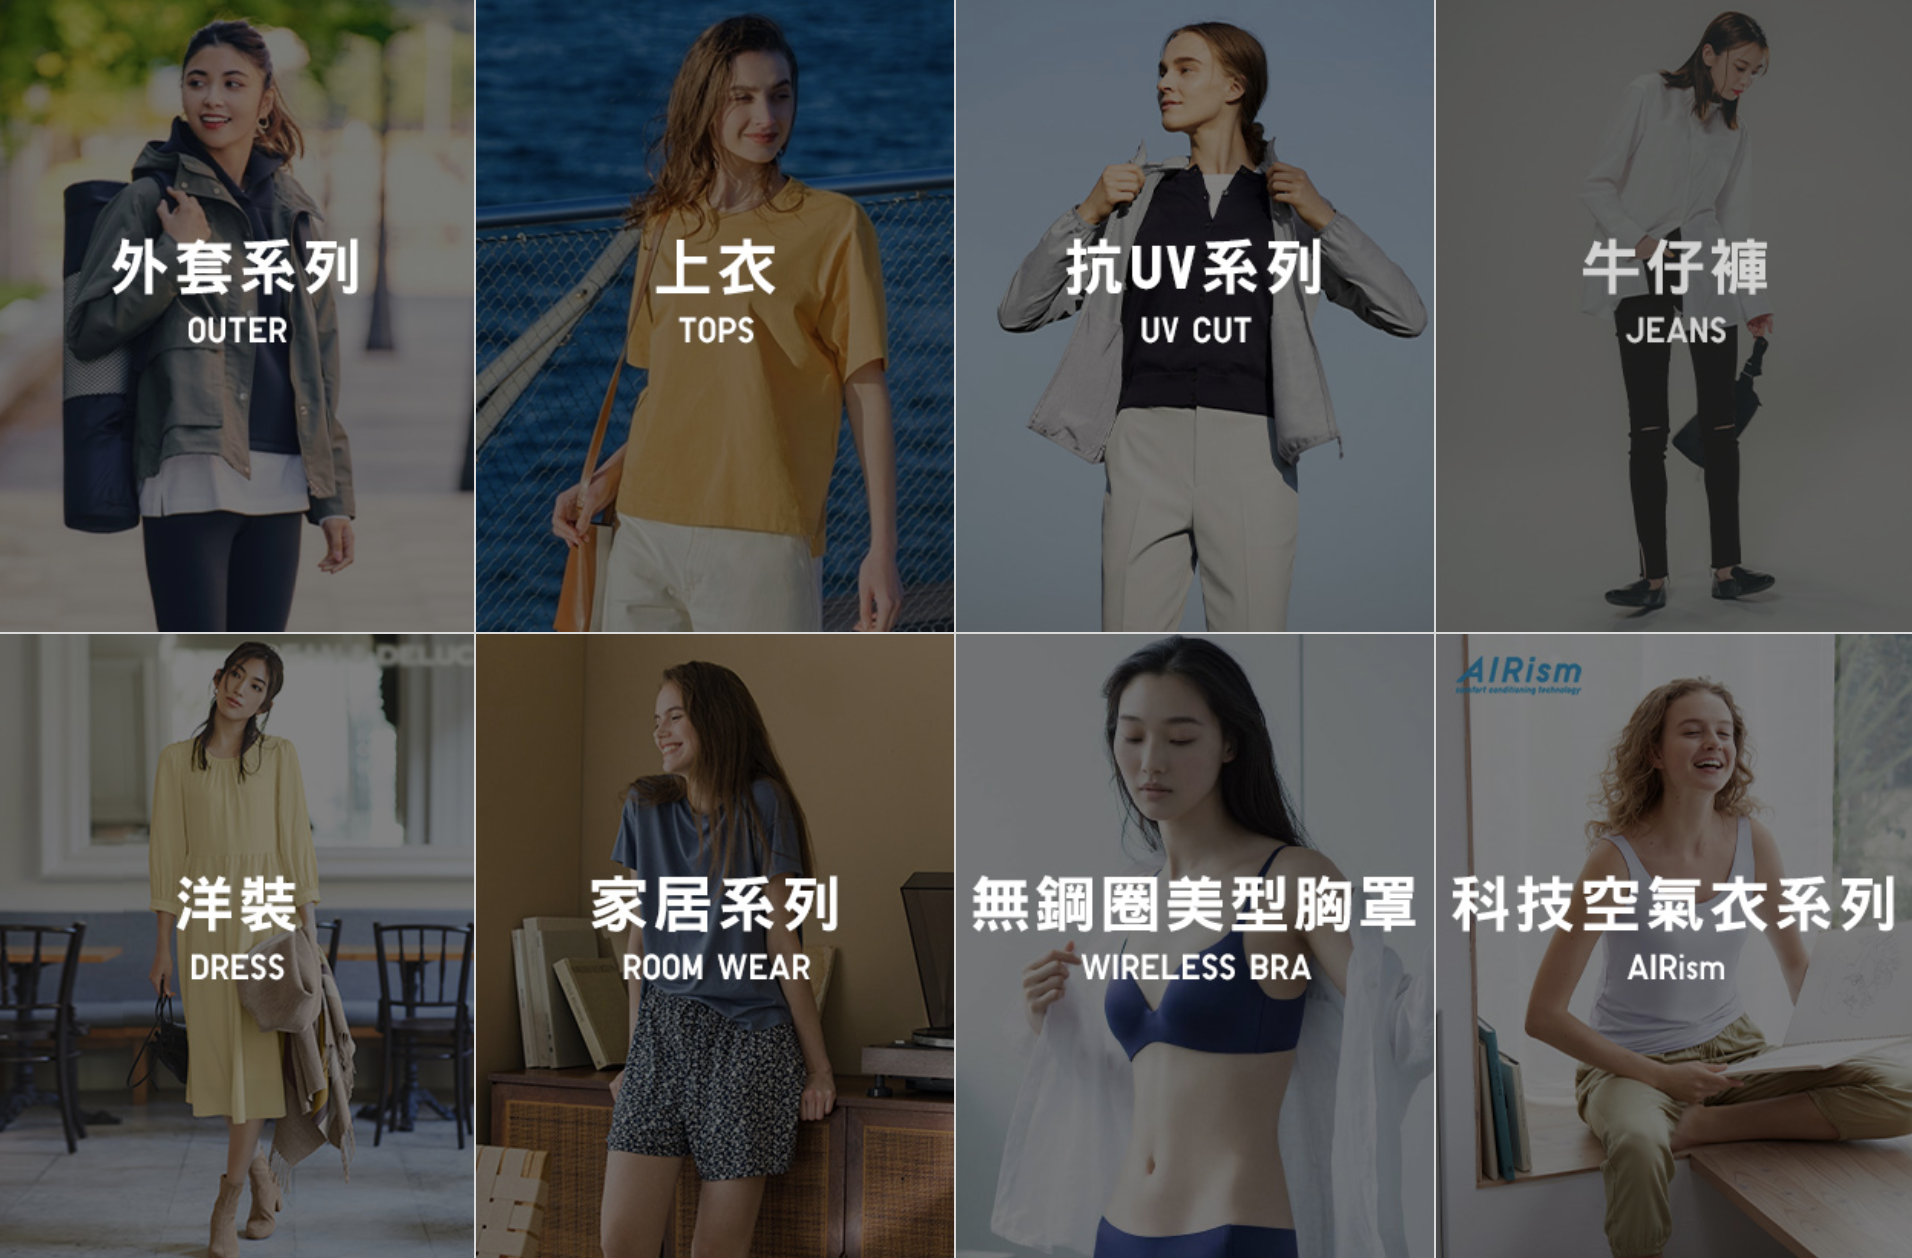 外套系列
OUTER
上衣
TOPS
抗UV系列
UV CUT
牛仔褲
JEANS
洋裝
DRESS
家居系列
ROOM WEAR
無鋼圈美型胸罩
WIRELESS BRA
AIRism
comfort conditioning technology
科技空氣衣系列
AIRism